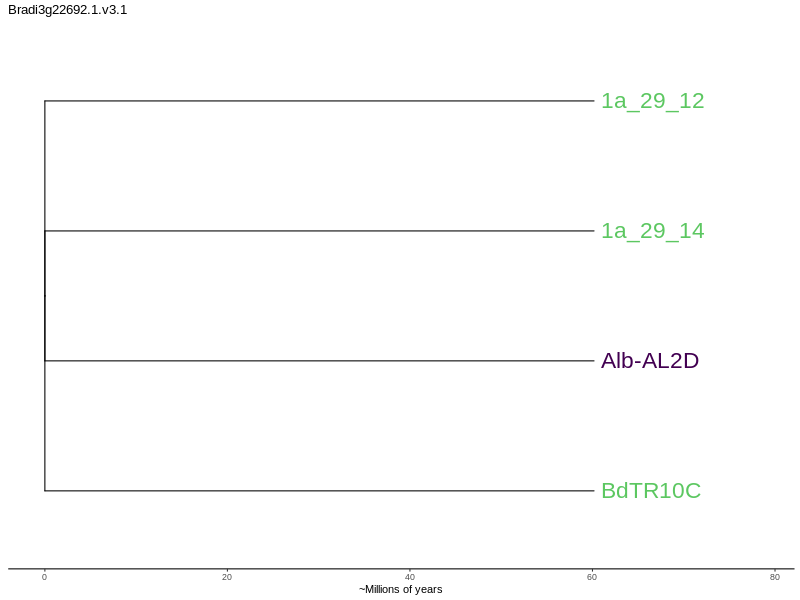 Bradi3g22692.1.v3.1
1a_29_12
1a_29_14
Alb-AL2D
BdTR10C
0 20 40 60 80
~Millions of years